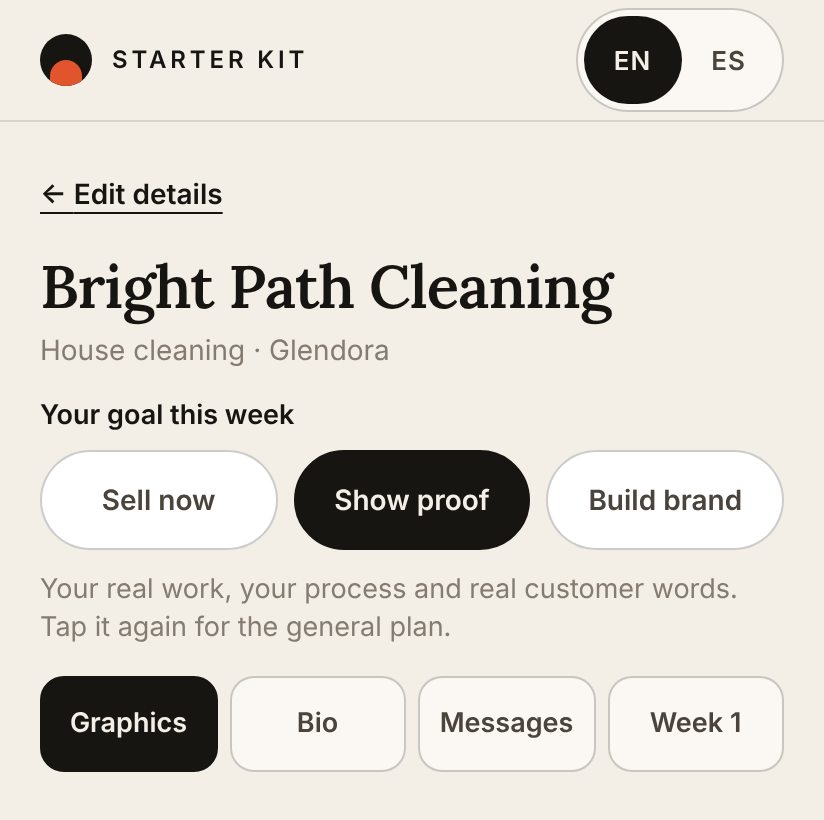 STARTER KIT
EN ES
← Edit details
Bright Path Cleaning
House cleaning · Glendora
Your goal this week
Sell now Show proof Build brand
Your real work, your process and real customer words.
Tap it again for the general plan.
Graphics Bio Messages Week 1